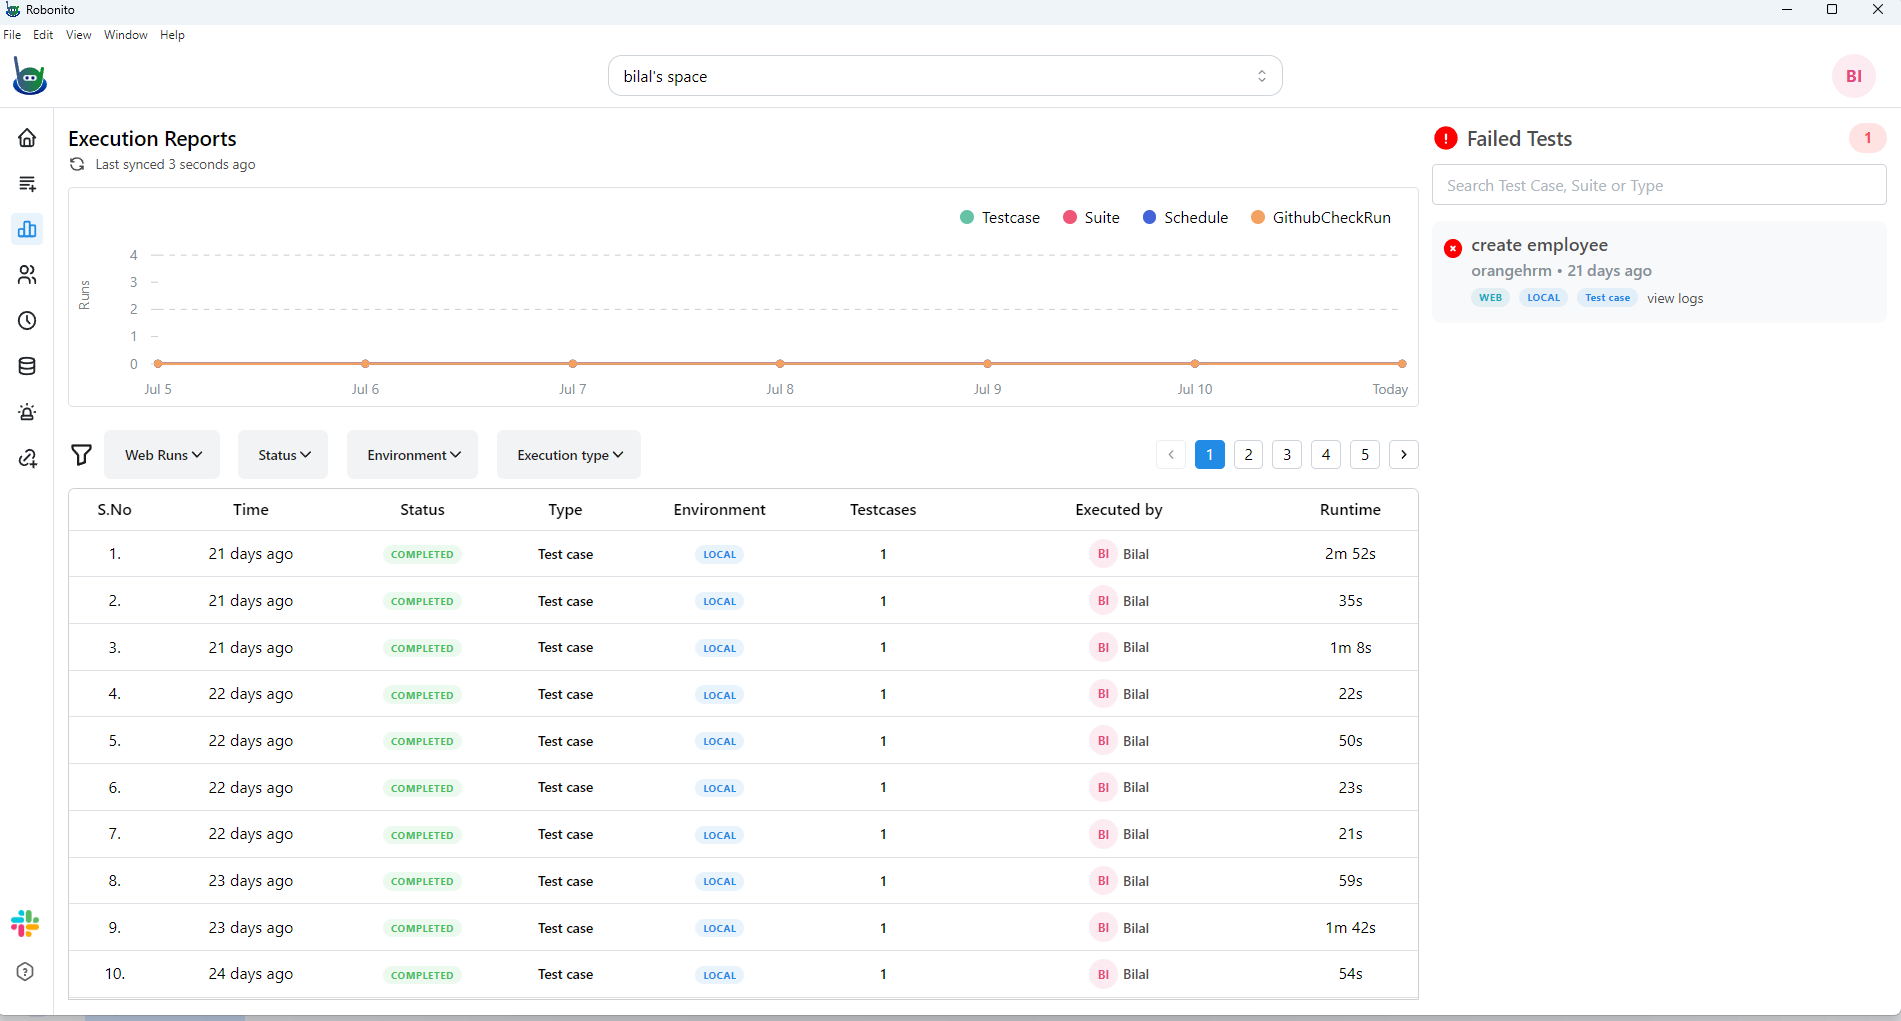 Robonito
File Edit View Window Help
bilal's space
BI
Execution Reports
Last synced 3 seconds ago
Testcase Suite Schedule GithubCheckRun
Runs
4
3
2
1
0
Jul 5 Jul 6 Jul 7 Jul 8 Jul 9 Jul 10 Today
Web Runs Status Environment Execution type
1 2 3 4 5
S.No Time Status Type Environment Testcases Executed by Runtime
1. 21 days ago COMPLETED Test case LOCAL 1 BI Bilal 2m 52s
2. 21 days ago COMPLETED Test case LOCAL 1 BI Bilal 35s
3. 21 days ago COMPLETED Test case LOCAL 1 BI Bilal 1m 8s
4. 22 days ago COMPLETED Test case LOCAL 1 BI Bilal 22s
5. 22 days ago COMPLETED Test case LOCAL 1 BI Bilal 50s
6. 22 days ago COMPLETED Test case LOCAL 1 BI Bilal 23s
7. 22 days ago COMPLETED Test case LOCAL 1 BI Bilal 21s
8. 23 days ago COMPLETED Test case LOCAL 1 BI Bilal 59s
9. 23 days ago COMPLETED Test case LOCAL 1 BI Bilal 1m 42s
10. 24 days ago COMPLETED Test case LOCAL 1 BI Bilal 54s
Failed Tests 1
Search Test Case, Suite or Type
create employee
orangehrm • 21 days ago
WEB LOCAL Test case view logs